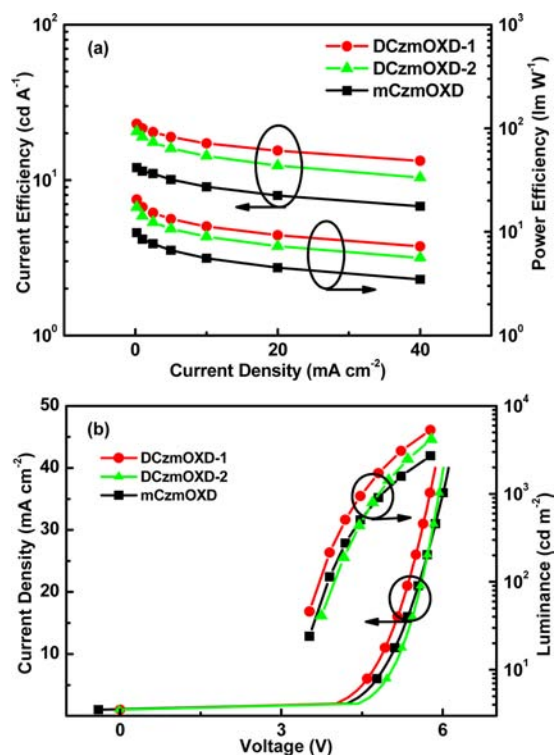 (a)
DCzmOXD-1
DCzmOXD-2
mCzmOXD
Current Efficiency (cd A⁻¹)
10²
10¹
10⁰
Power Efficiency (lm W⁻¹)
10³
10²
10¹
10⁰
0 20 40
Current Density (mA cm⁻²)
(b)
DCzmOXD-1
DCzmOXD-2
mCzmOXD
Current Density (mA cm⁻²)
50
40
30
20
10
Luminance (cd m⁻²)
10⁴
10³
10²
10¹
0 3 6
Voltage (V)